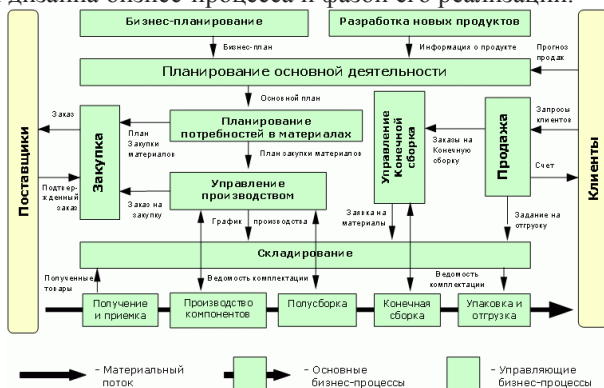 дизайна бизнес-процесса и фазой его реализации.
Бизнес-планирование
Разработка новых продуктов
Бизнес-план
Информация о продукте
Прогноз
продаж
Планирование основной деятельности
Основной план
Заказ
План
Закупки
материалов
Планирование
потребностей в материалах
Управление
Конечной
сборка
Заказы на
Конечную
сборку
Продажа
Запросы
клиентов
Счет
Поставщики
Закупка
Клиенты
План закупки материалов
Подтвер-
жденный
заказ
Заказ на
закупку
Управление
производством
График производства
Заявка на
материалы
Задание на
отгрузку
Складирование
Полученные
товары
Ведомость комплектации
Ведомость
комплектации
Получение
и приемка
Производство
компонентов
Полусборка
Конечная
сборка
Упаковка и
отгрузка
- Материальный
поток
- Основные
бизнес-процессы
- Управляющие
бизнес-процессы